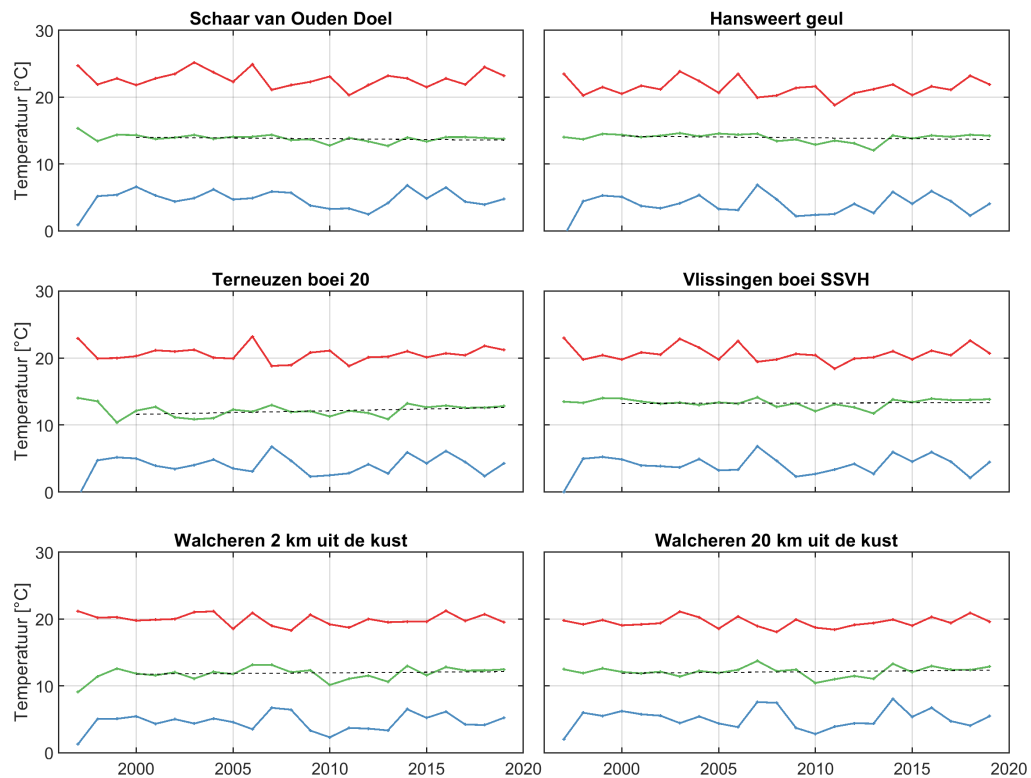 Schaar van Ouden Doel
Hansweert geul
30
20
10
0
Temperatuur [°C]
Terneuzen boei 20
Vlissingen boei SSVH
30
20
10
0
Temperatuur [°C]
Walcheren 2 km uit de kust
Walcheren 20 km uit de kust
30
20
10
0
Temperatuur [°C]
2000 2005 2010 2015 2020 2000 2005 2010 2015 2020